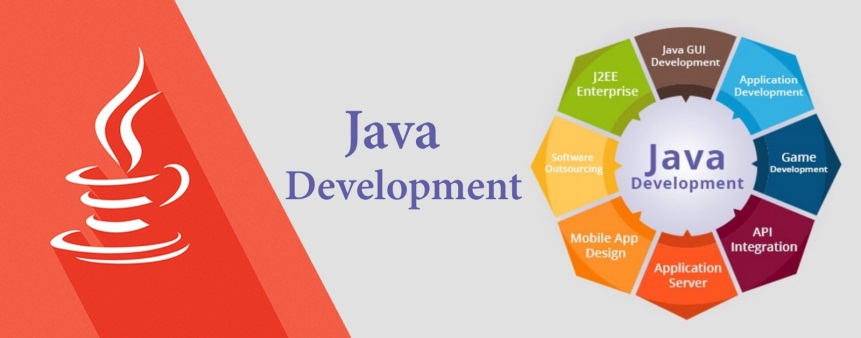 Java
Development
Java GUI
Development
Application
Development
Game
Development
API
Integration
Application
Server
Mobile App
Design
Software
Outsourcing
J2EE
Enterprise
Java
Development